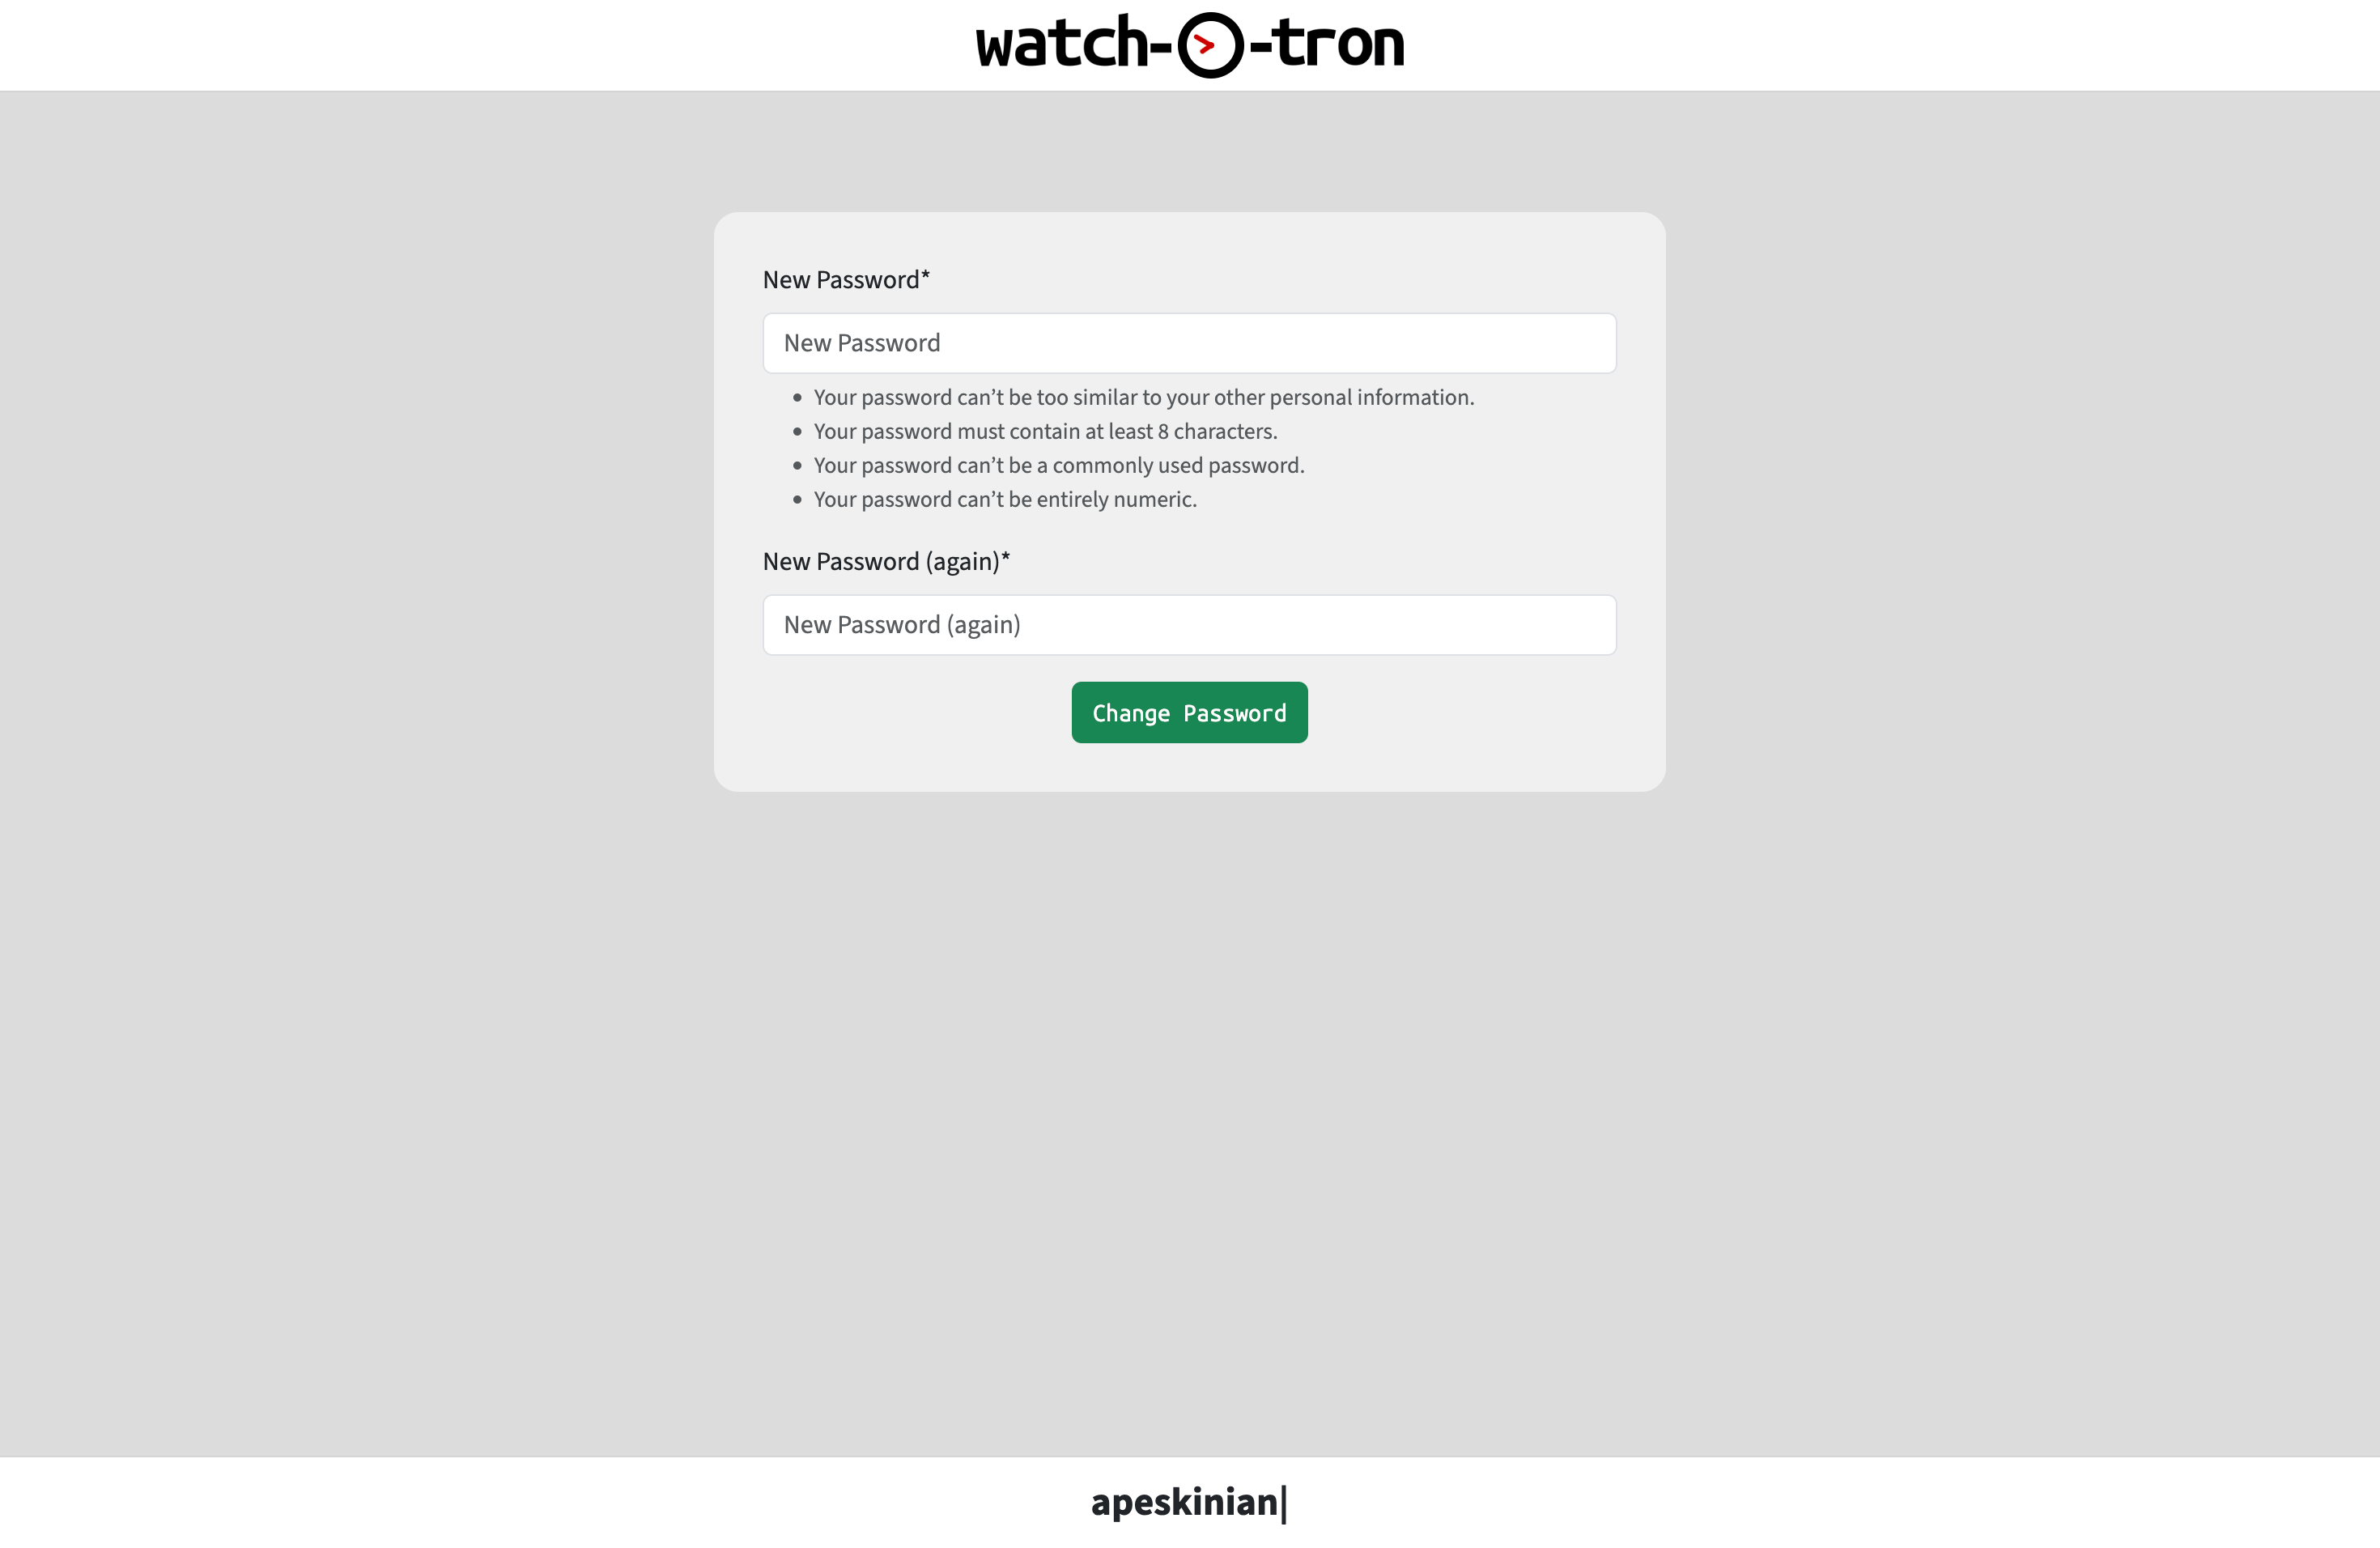 watch-O-tron
New Password*
New Password
Your password can’t be too similar to your other personal information.
Your password must contain at least 8 characters.
Your password can’t be a commonly used password.
Your password can’t be entirely numeric.
New Password (again)*
New Password (again)
Change Password
apeskinian|